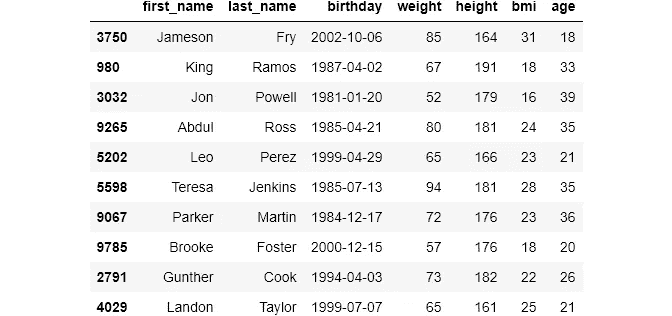 first_name last_name birthday weight height bmi age
3750 Jameson Fry 2002-10-06 85 164 31 18
980 King Ramos 1987-04-02 67 191 18 33
3032 Jon Powell 1981-01-20 52 179 16 39
9265 Abdul Ross 1985-04-21 80 181 24 35
5202 Leo Perez 1999-04-29 65 166 23 21
5598 Teresa Jenkins 1985-07-13 94 181 28 35
9067 Parker Martin 1984-12-17 72 176 23 36
9785 Brooke Foster 2000-12-15 57 176 18 20
2791 Gunther Cook 1994-04-03 73 182 22 26
4029 Landon Taylor 1999-07-07 65 161 25 21